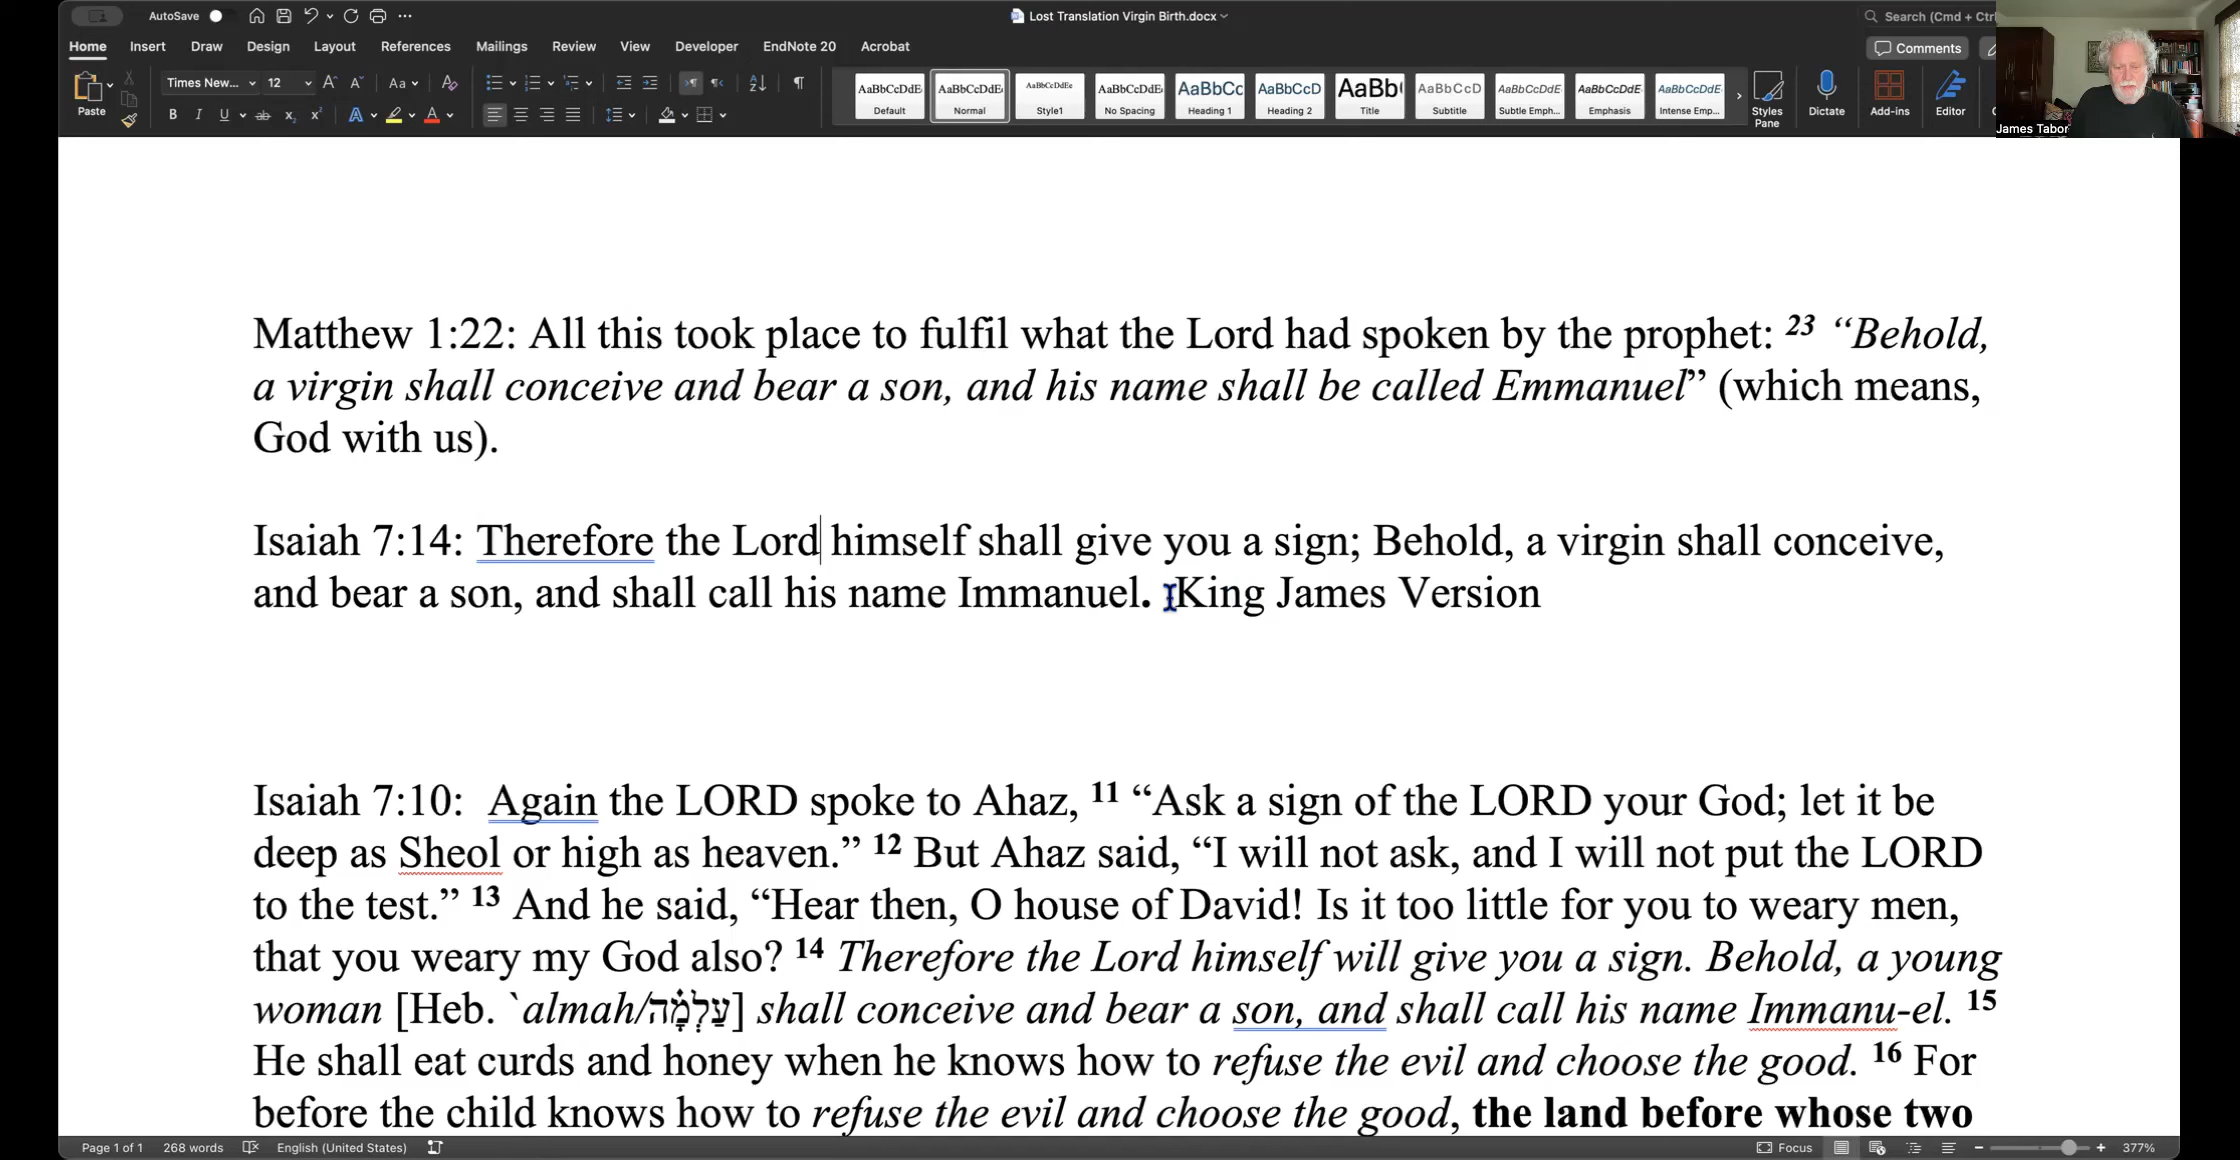 AutoSave
Lost Translation Virgin Birth.docx
Search (Cmd + Ctrl
Home Insert Draw Design Layout References Mailings Review View Developer EndNote 20 Acrobat
Comments
Times New... 12 Aa
Paste
B I U ab x₂ x² A A
AaBbCcDdE AaBbCcDdE AaBbCcDdEe AaBbCcDdE AaBbCc AaBbCcD AaBb( AaBbCcD AaBbCcDdE AaBbCcDdE AaBbCcDdE
Default Normal Style1 No Spacing Heading 1 Heading 2 Title Subtitle Subtle Emph... Emphasis Intense Emp...
Styles Pane
Dictate
Add-ins
Editor
James Tabor
Matthew 1:22: All this took place to fulfil what the Lord had spoken by the prophet: 23 “Behold,
a virgin shall conceive and bear a son, and his name shall be called Emmanuel” (which means,
God with us).
Isaiah 7:14: Therefore the Lord himself shall give you a sign; Behold, a virgin shall conceive,
and bear a son, and shall call his name Immanuel. King James Version
Isaiah 7:10: Again the LORD spoke to Ahaz, 11 “Ask a sign of the LORD your God; let it be
deep as Sheol or high as heaven.” 12 But Ahaz said, “I will not ask, and I will not put the LORD
to the test.” 13 And he said, “Hear then, O house of David! Is it too little for you to weary men,
that you weary my God also? 14 Therefore the Lord himself will give you a sign. Behold, a young
woman [Heb. `almah/עַלְמָ֗ה] shall conceive and bear a son, and shall call his name Immanu-el. 15
He shall eat curds and honey when he knows how to refuse the evil and choose the good. 16 For
before the child knows how to refuse the evil and choose the good, the land before whose two
Page 1 of 1 268 words English (United States) Focus 377%